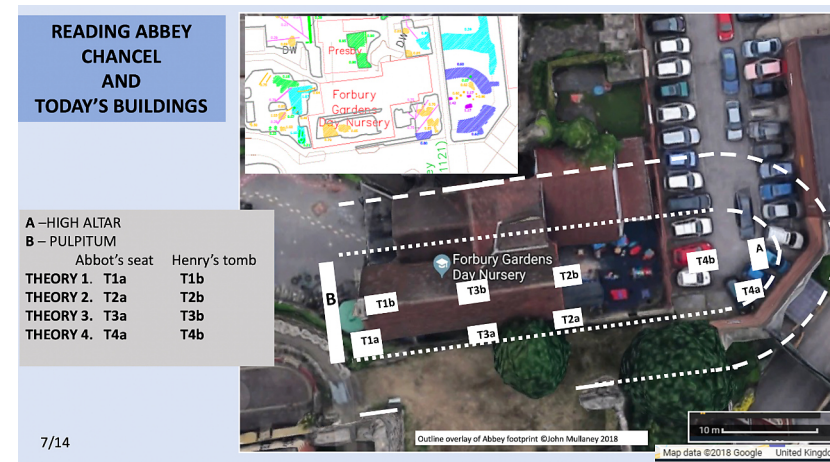 READING ABBEY
CHANCEL
AND
TODAY'S BUILDINGS
A –HIGH ALTAR
B – PULPITUM
Abbot's seat Henry's tomb
THEORY 1. T1a T1b
THEORY 2. T2a T2b
THEORY 3. T3a T3b
THEORY 4. T4a T4b
7/14
DW
Presby
DW
Forbury
Gardens
Day Nursery
1121)
Forbury Gardens
Day Nursery
A
B
T4b
T4a
T2b
T3b
T1b
T2a
T3a
T1a
10 m
Outline overlay of Abbey footprint ©John Mullaney 2018
Map data ©2018 Google United Kingdo